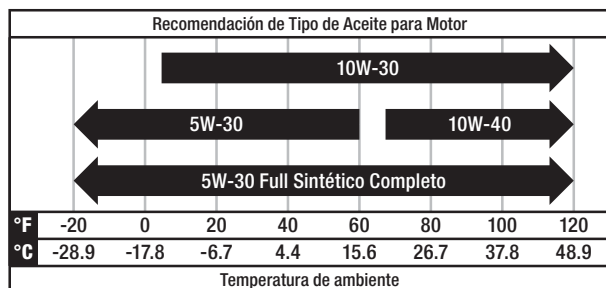 Recomendación de Tipo de Aceite para Motor
10W-30
5W-30 10W-40
5W-30 Full Sintético Completo
°F -20 0 20 40 60 80 100 120
°C -28.9 -17.8 -6.7 4.4 15.6 26.7 37.8 48.9
Temperatura de ambiente